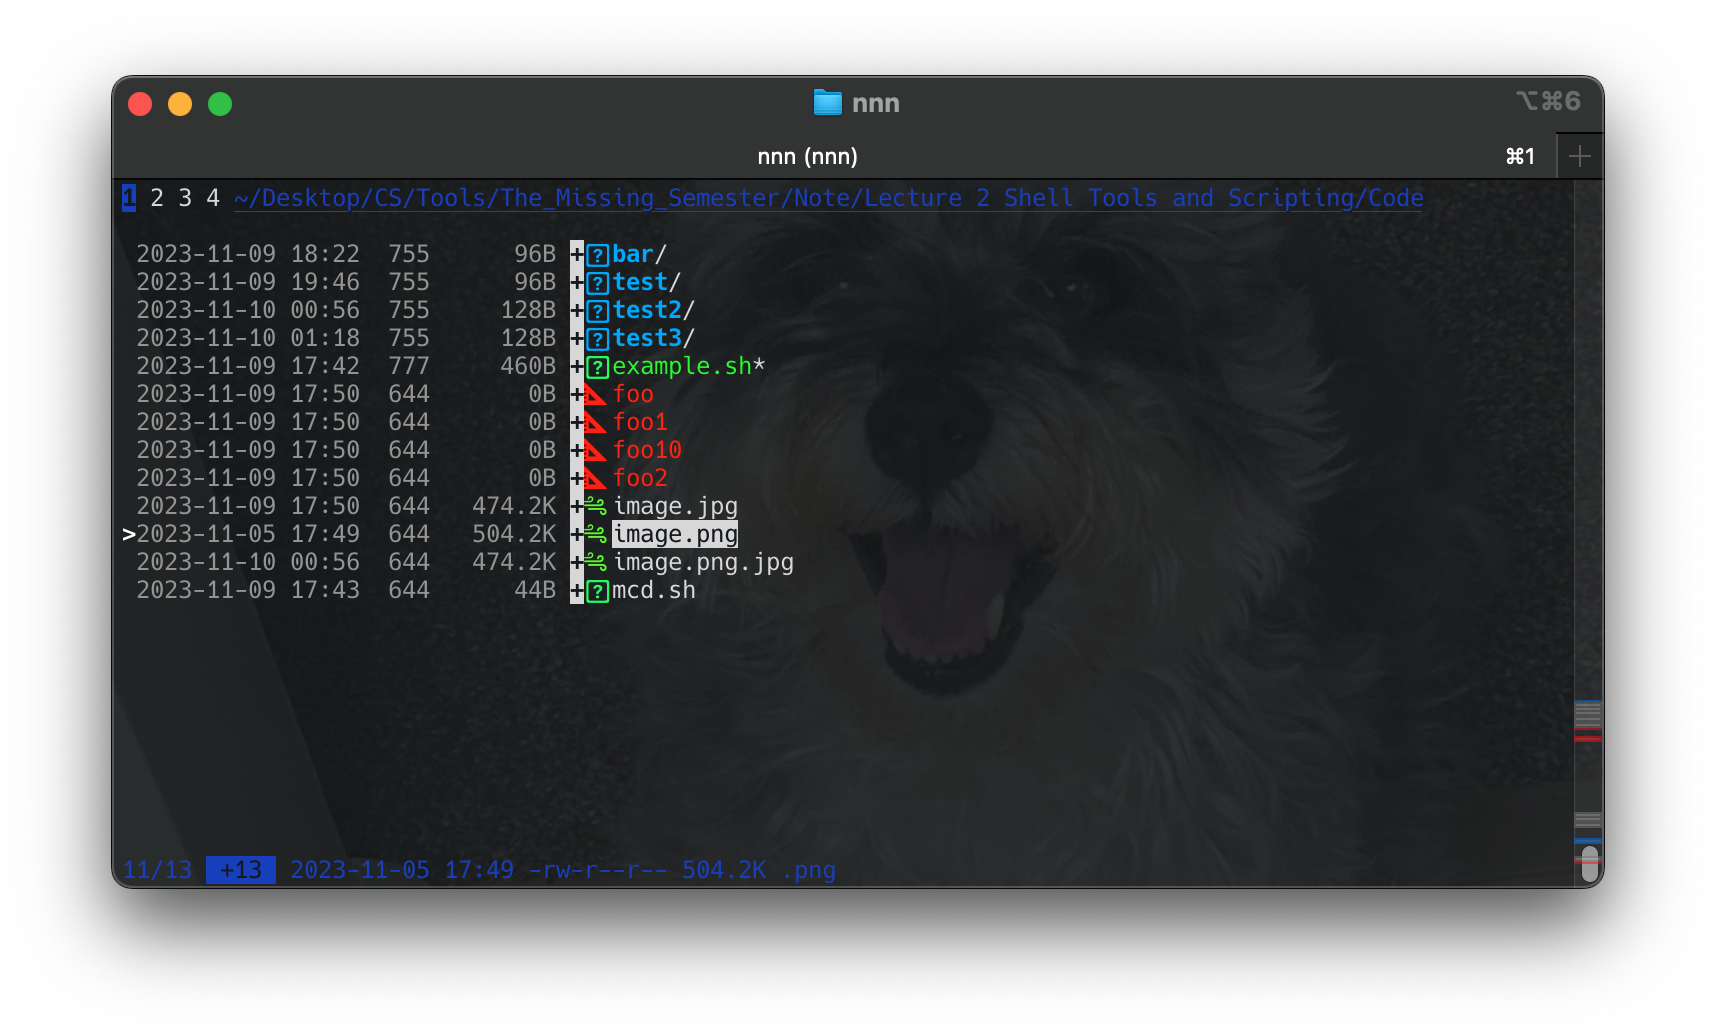 nnn
⌥⌘6
nnn (nnn)
⌘1
1 2 3 4 ~/Desktop/CS/Tools/The_Missing_Semester/Note/Lecture 2 Shell Tools and Scripting/Code
2023-11-09 18:22  755      96B +?bar/
2023-11-09 19:46  755      96B +?test/
2023-11-10 00:56  755     128B +?test2/
2023-11-10 01:18  755     128B +?test3/
2023-11-09 17:42  777     460B +?example.sh*
2023-11-09 17:50  644       0B + foo
2023-11-09 17:50  644       0B + foo1
2023-11-09 17:50  644       0B + foo10
2023-11-09 17:50  644       0B + foo2
2023-11-09 17:50  644   474.2K + image.jpg
>2023-11-05 17:49  644   504.2K + image.png
2023-11-10 00:56  644   474.2K + image.png.jpg
2023-11-09 17:43  644      44B +?mcd.sh
11/13 +13 2023-11-05 17:49 -rw-r--r-- 504.2K .png